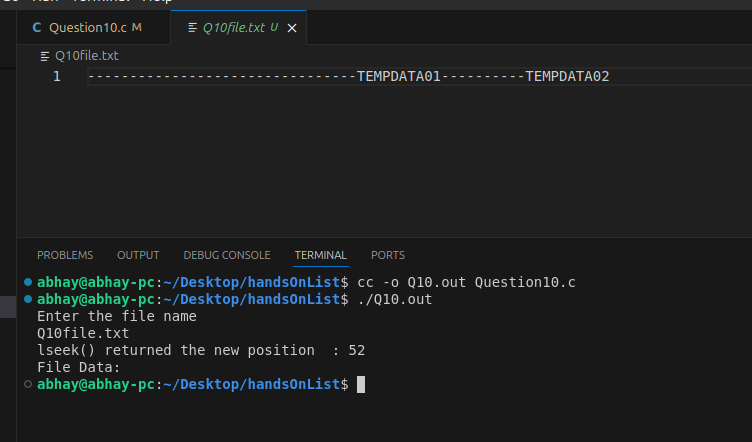 Question10.c M Q10file.txt U
Q10file.txt
1 --------------------------------TEMPDATA01----------TEMPDATA02
PROBLEMS OUTPUT DEBUG CONSOLE TERMINAL PORTS
abhay@abhay-pc:~/Desktop/handsOnList$ cc -o Q10.out Question10.c
abhay@abhay-pc:~/Desktop/handsOnList$ ./Q10.out
Enter the file name
Q10file.txt
lseek() returned the new position  : 52
File Data:
abhay@abhay-pc:~/Desktop/handsOnList$